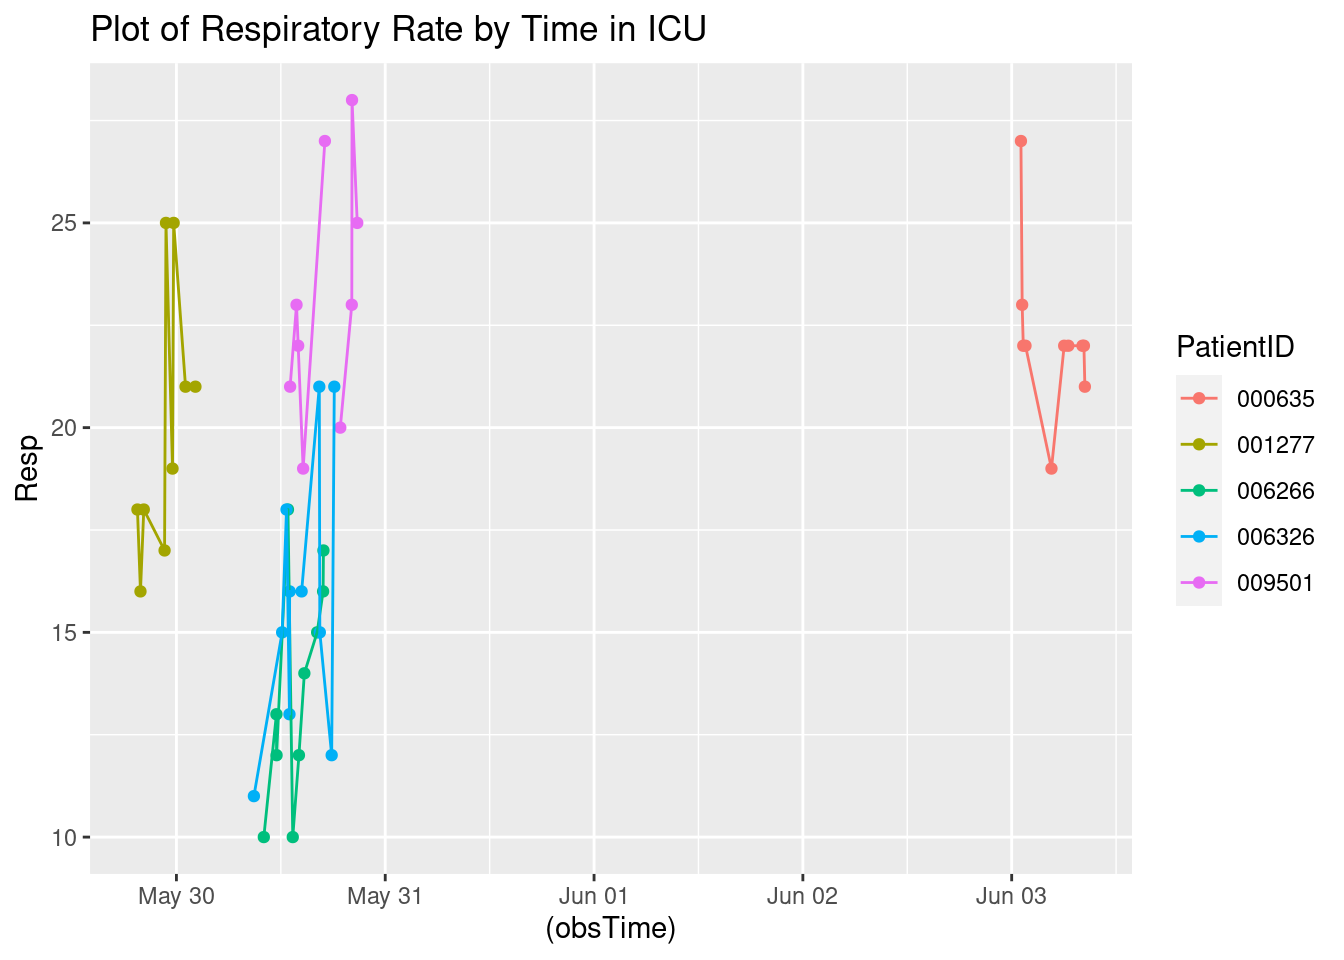 Plot of Respiratory Rate by Time in ICU
25
20
15
10
Resp
May 30
May 31
Jun 01
Jun 02
Jun 03
(obsTime)
PatientID
000635
001277
006266
006326
009501